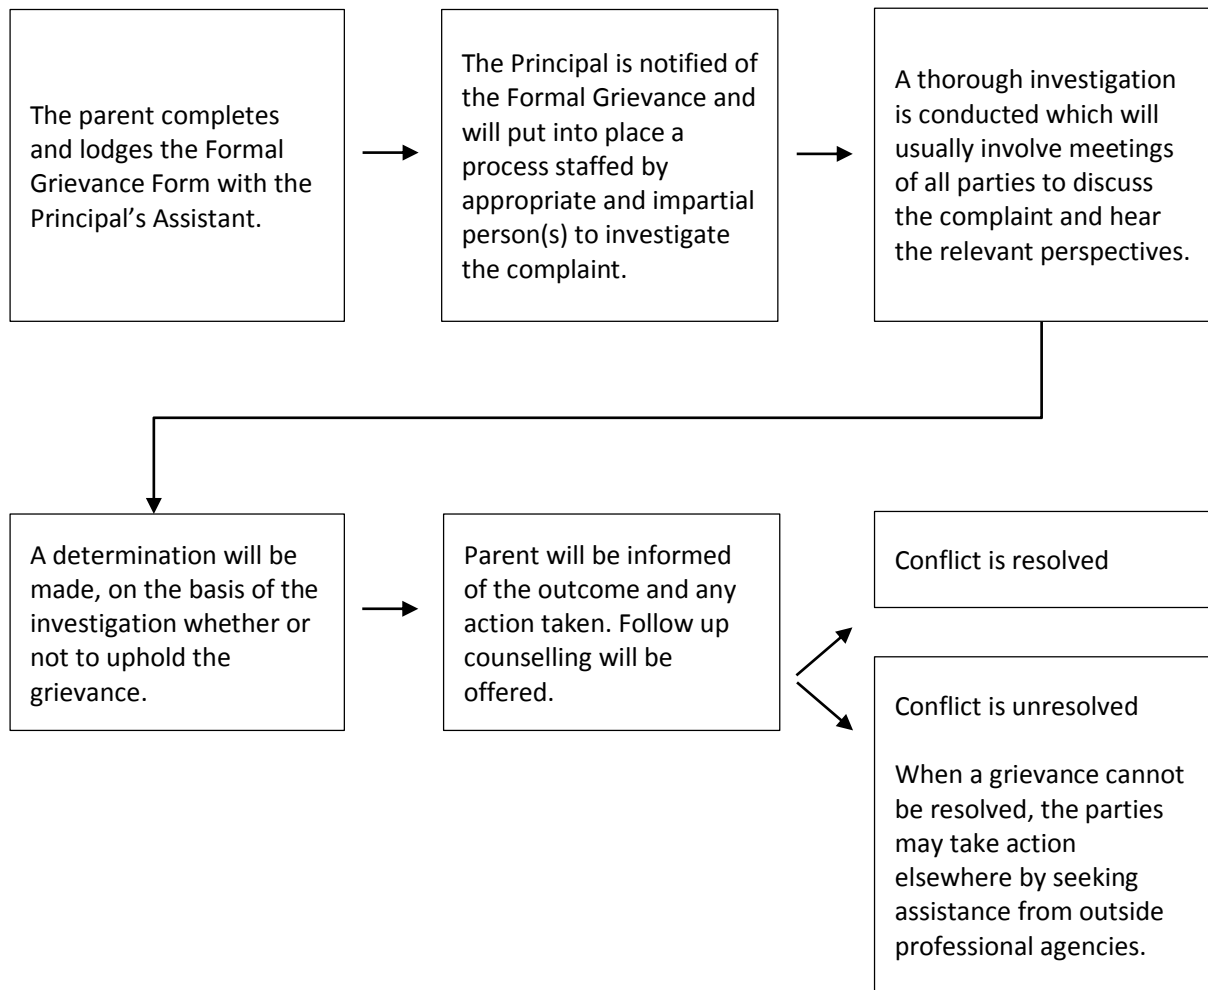 The parent completes
and lodges the Formal
Grievance Form with the
Principal’s Assistant.
The Principal is notified of
the Formal Grievance and
will put into place a
process staffed by
appropriate and impartial
person(s) to investigate
the complaint.
A thorough investigation
is conducted which will
usually involve meetings
of all parties to discuss
the complaint and hear
the relevant perspectives.
A determination will be
made, on the basis of the
investigation whether or
not to uphold the
grievance.
Parent will be informed
of the outcome and any
action taken. Follow up
counselling will be
offered.
Conflict is resolved
Conflict is unresolved
When a grievance cannot
be resolved, the parties
may take action
elsewhere by seeking
assistance from outside
professional agencies.